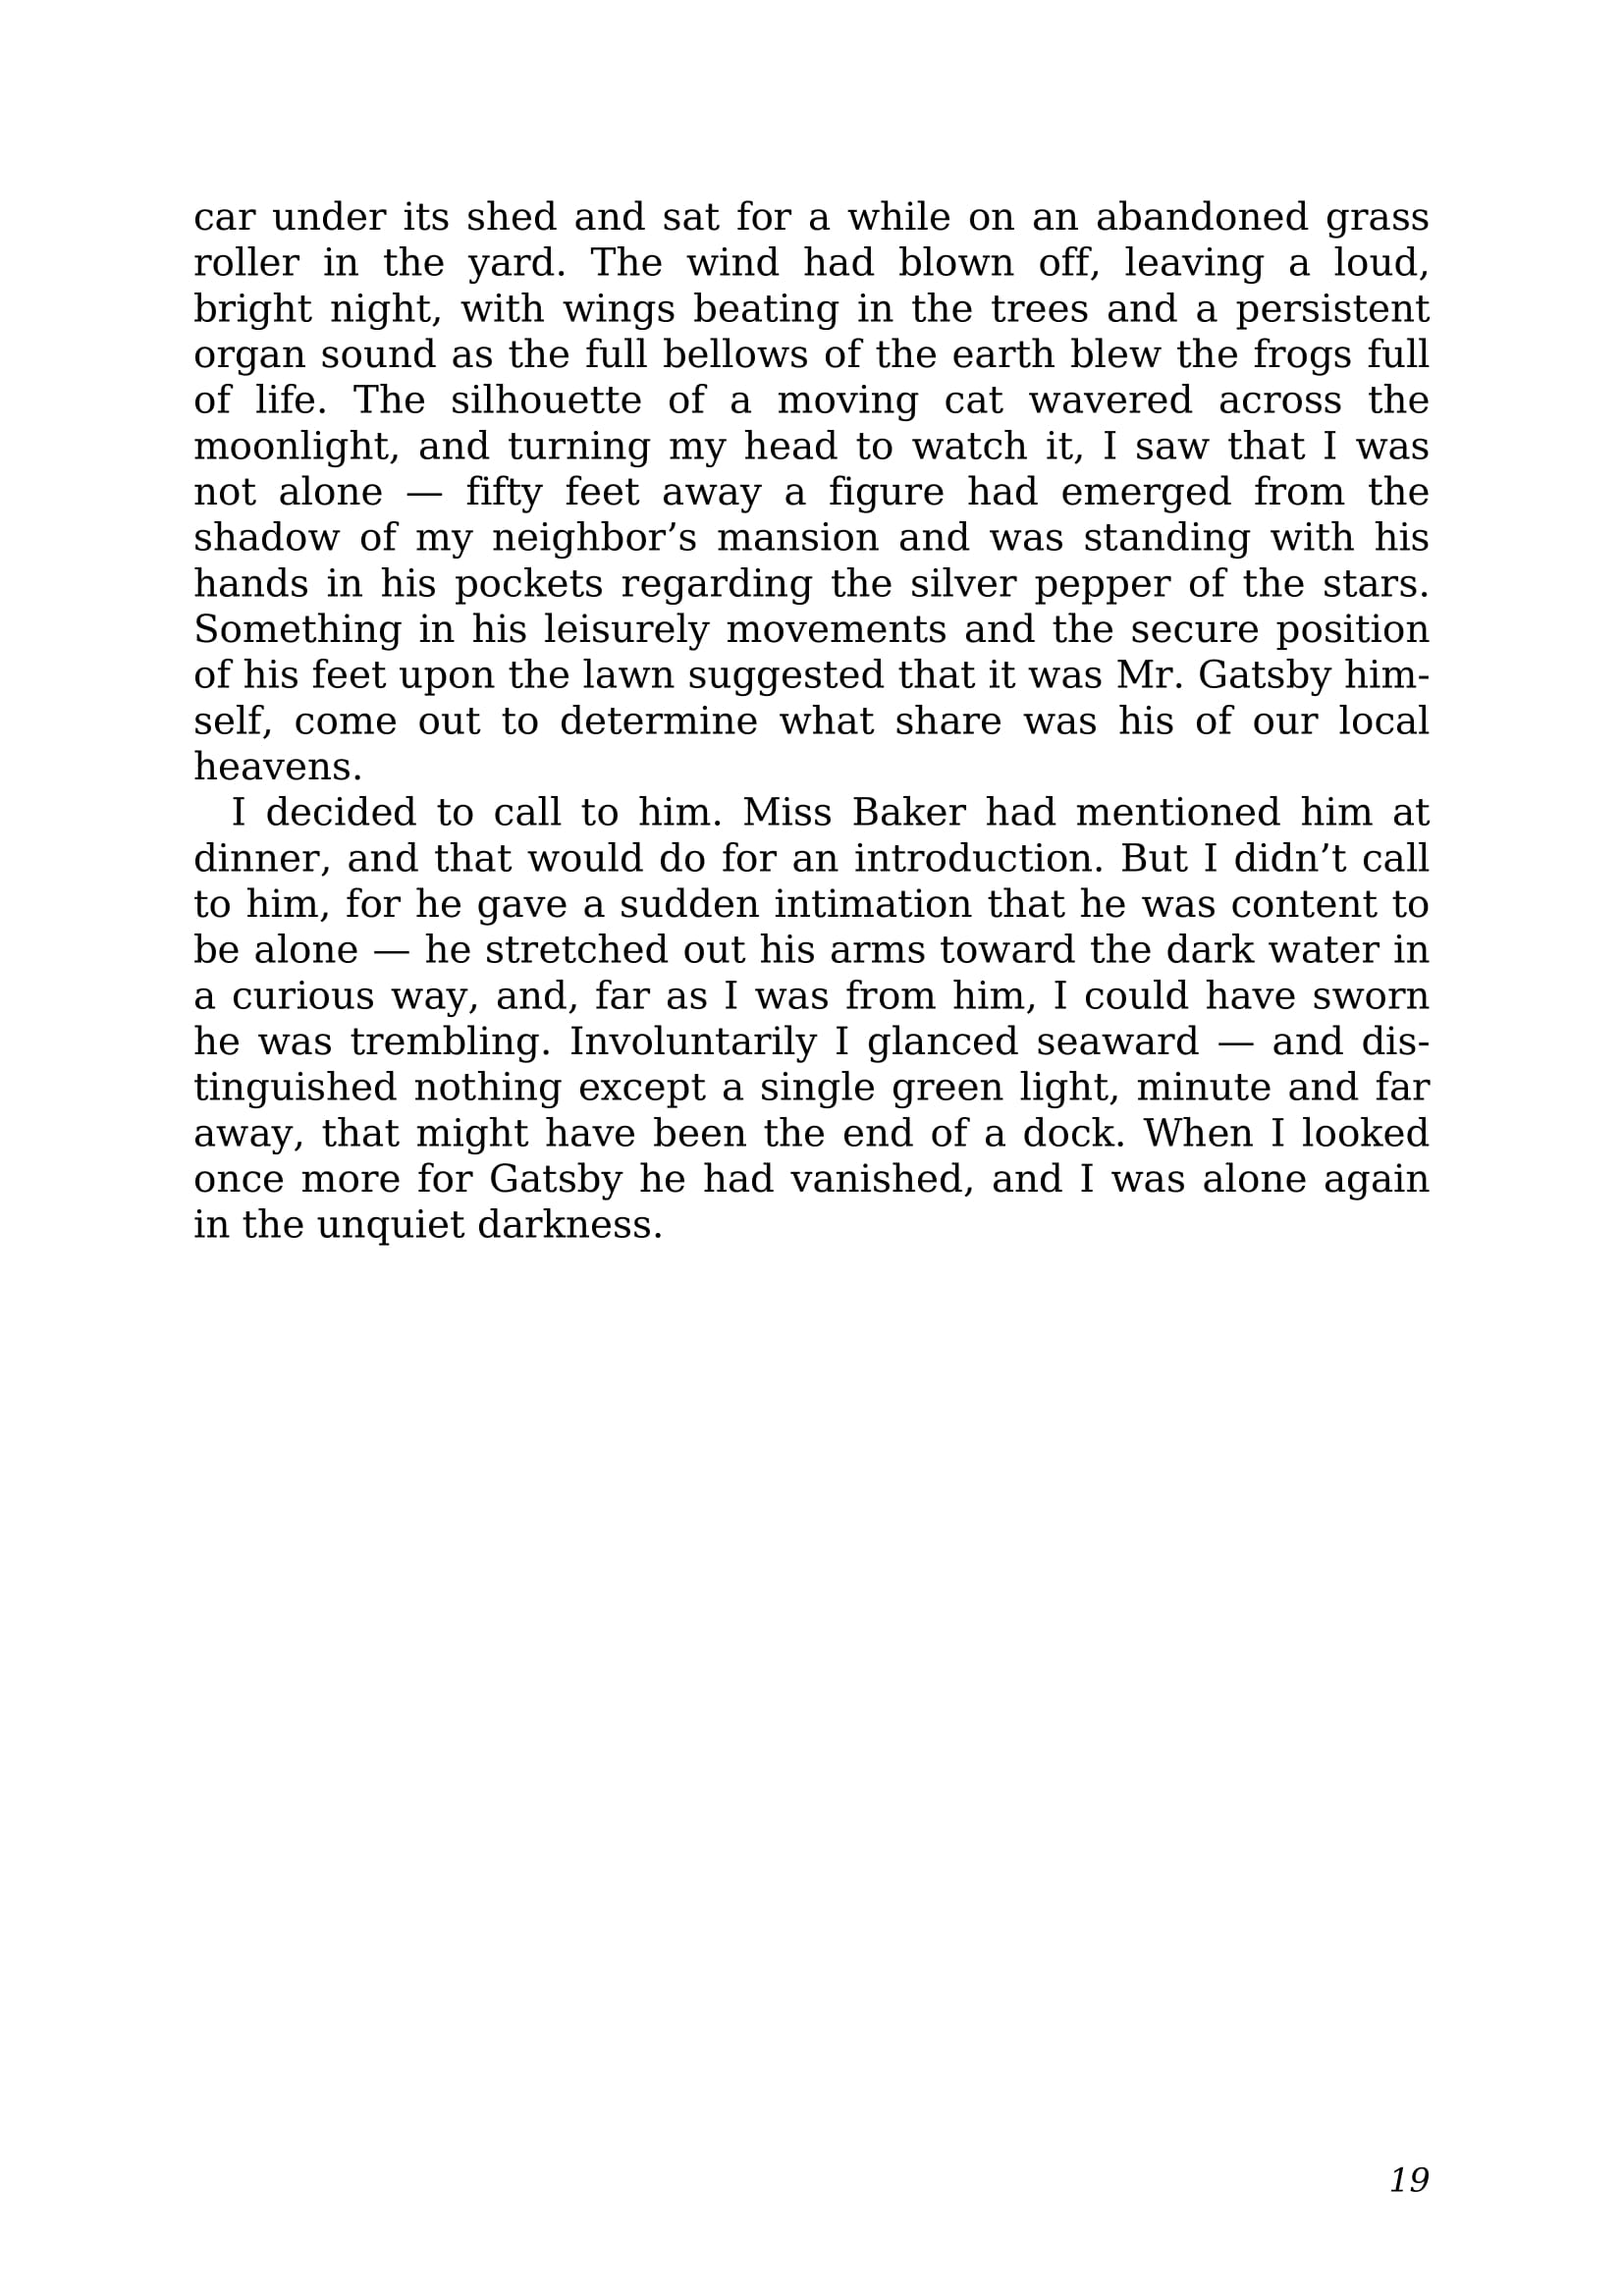 car under its shed and sat for a while on an abandoned grass
roller in the yard. The wind had blown off, leaving a loud,
bright night, with wings beating in the trees and a persistent
organ sound as the full bellows of the earth blew the frogs full
of life. The silhouette of a moving cat wavered across the
moonlight, and turning my head to watch it, I saw that I was
not alone — fifty feet away a figure had emerged from the
shadow of my neighbor’s mansion and was standing with his
hands in his pockets regarding the silver pepper of the stars.
Something in his leisurely movements and the secure position
of his feet upon the lawn suggested that it was Mr. Gatsby him-
self, come out to determine what share was his of our local
heavens.
I decided to call to him. Miss Baker had mentioned him at
dinner, and that would do for an introduction. But I didn’t call
to him, for he gave a sudden intimation that he was content to
be alone — he stretched out his arms toward the dark water in
a curious way, and, far as I was from him, I could have sworn
he was trembling. Involuntarily I glanced seaward — and dis-
tinguished nothing except a single green light, minute and far
away, that might have been the end of a dock. When I looked
once more for Gatsby he had vanished, and I was alone again
in the unquiet darkness.
19